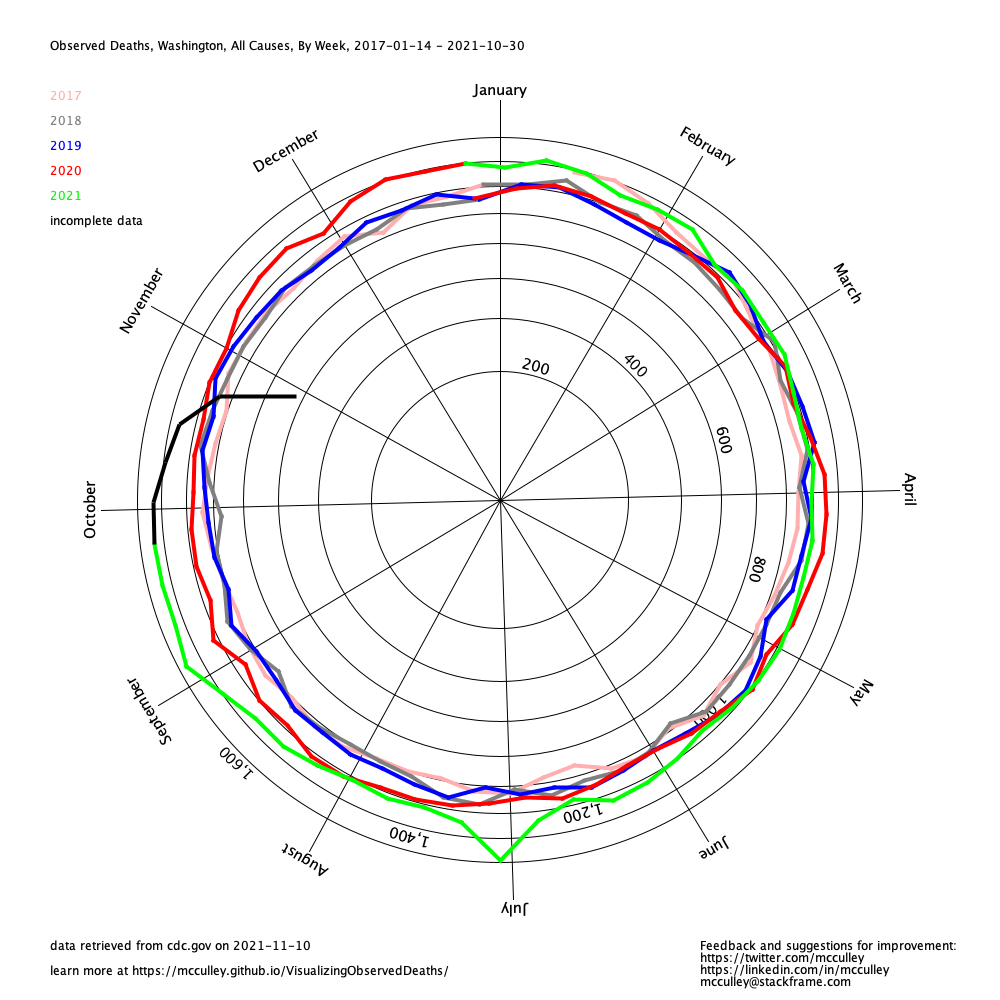 Observed Deaths, Washington, All Causes, By Week, 2017-01-14 - 2021-10-30
January
2017
2018
2019
2020
2021
incomplete data
December
February
November
March
200
400
600
October
April
800
September
May
1,600
1,400
1,200
August
June
July
data retrieved from cdc.gov on 2021-11-10
learn more at https://mcculley.github.io/VisualizingObservedDeaths/
Feedback and suggestions for improvement:
https://twitter.com/mcculley
https://linkedin.com/in/mcculley
mcculley@stackframe.com